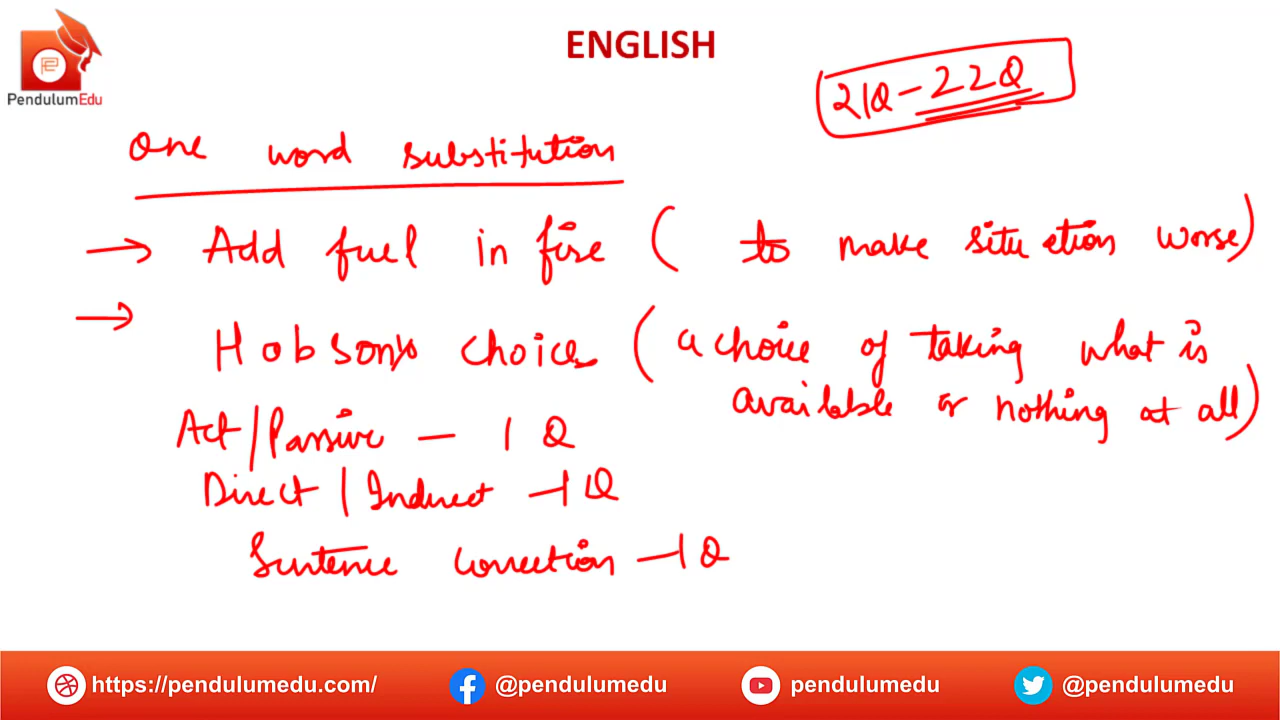 ENGLISH
PendulumEdu
21Q - 22Q
One word substitution
→ Add fuel in fire ( to make situation worse)
→ Hobson's choice ( a choice of taking what is
available or nothing at all)
Act/Passive - 1 Q
Direct / Indirect - 1Q
Sentence correction - 1 Q
https://pendulumedu.com/ @pendulumedu pendulumedu @pendulumedu